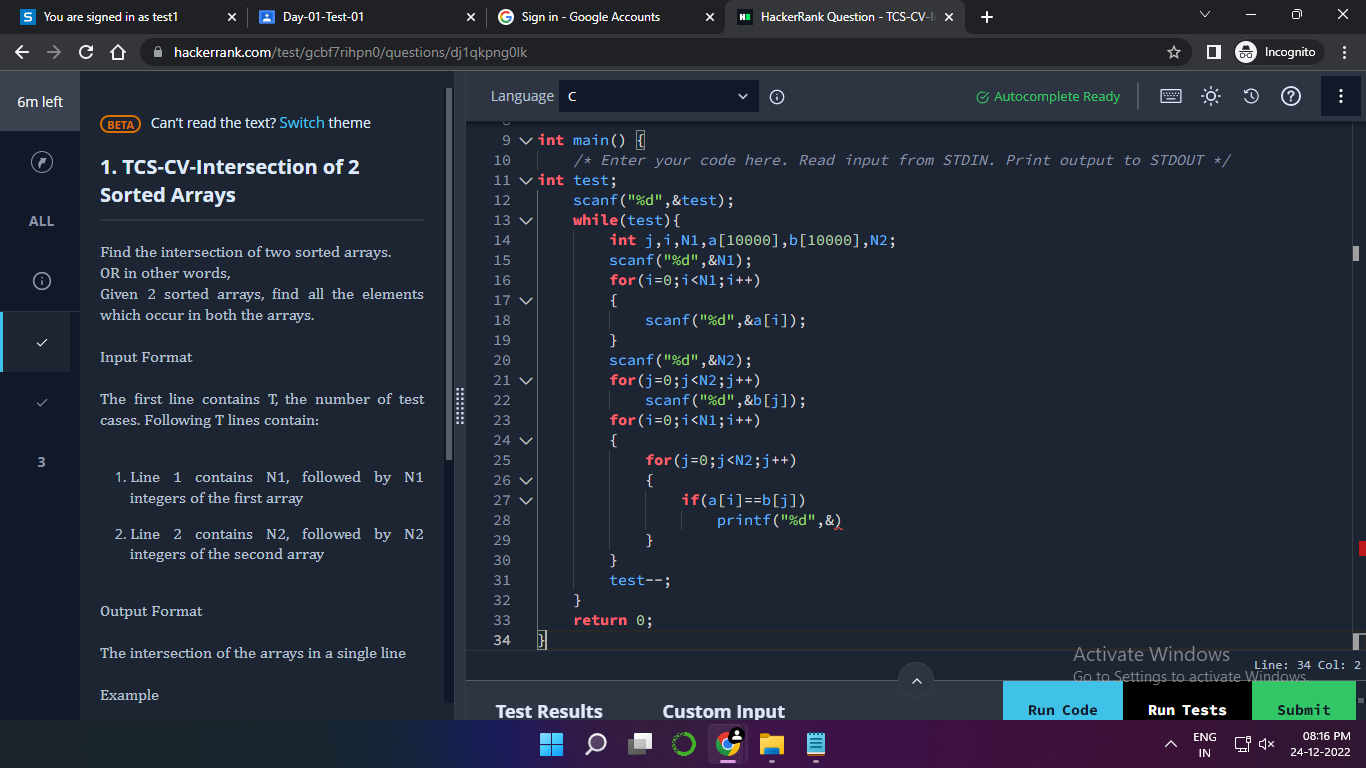 You are signed in as test1
Day-01-Test-01
Sign in - Google Accounts
HackerRank Question - TCS-CV-I
hackerrank.com/test/gcbf7rihpn0/questions/dj1qkpng0lk
Incognito
6m left
ALL
3
BETA Can't read the text? Switch theme
1. TCS-CV-Intersection of 2
Sorted Arrays
Find the intersection of two sorted arrays.
OR in other words,
Given 2 sorted arrays, find all the elements
which occur in both the arrays.
Input Format
The first line contains T, the number of test
cases. Following T lines contain:
1. Line 1 contains N1, followed by N1
integers of the first array
2. Line 2 contains N2, followed by N2
integers of the second array
Output Format
The intersection of the arrays in a single line
Example
Language C
Autocomplete Ready
9 int main() {
10 /* Enter your code here. Read input from STDIN. Print output to STDOUT */
11 int test;
12 scanf("%d",&test);
13 while(test){
14 int j,i,N1,a[10000],b[10000],N2;
15 scanf("%d",&N1);
16 for(i=0;i<N1;i++)
17 {
18 scanf("%d",&a[i]);
19 }
20 scanf("%d",&N2);
21 for(j=0;j<N2;j++)
22 scanf("%d",&b[j]);
23 for(i=0;i<N1;i++)
24 {
25 for(j=0;j<N2;j++)
26 {
27 if(a[i]==b[j])
28 printf("%d",&)
29 }
30 }
31 test--;
32 }
33 return 0;
34 }
Activate Windows
Go to Settings to activate Windows.
Line: 34 Col: 2
Test Results
Custom Input
Run Code
Run Tests
Submit
ENG
IN
08:16 PM
24-12-2022